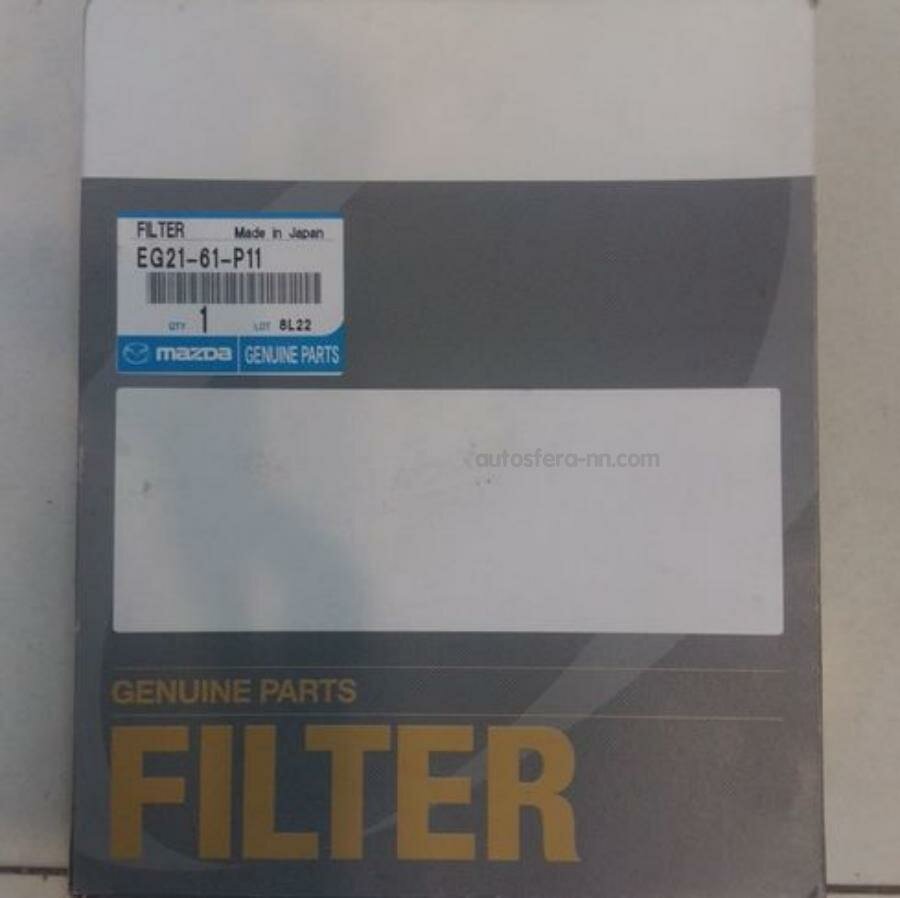 FILTER Made in Japan
EG21-61-P11
QTY 1 LOT 8L22
mazda GENUINE PARTS
autosfera-nn.com
GENUINE PARTS
FILTER